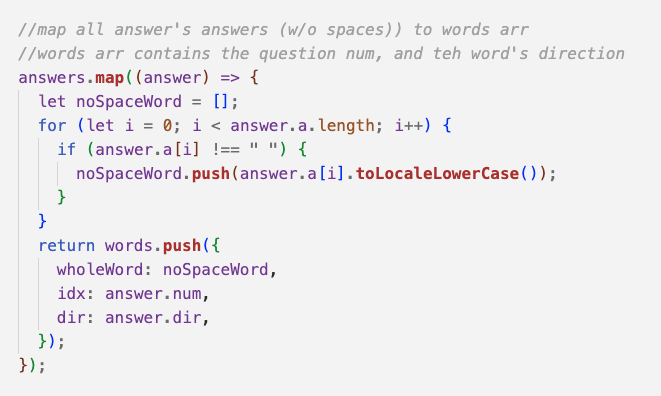 //map all answer's answers (w/o spaces)) to words arr
//words arr contains the question num, and teh word's direction
answers.map((answer) => {
  let noSpaceWord = [];
  for (let i = 0; i < answer.a.length; i++) {
    if (answer.a[i] !== " ") {
      noSpaceWord.push(answer.a[i].toLocaleLowerCase());
    }
  }
  return words.push({
    wholeWord: noSpaceWord,
    idx: answer.num,
    dir: answer.dir,
  });
});